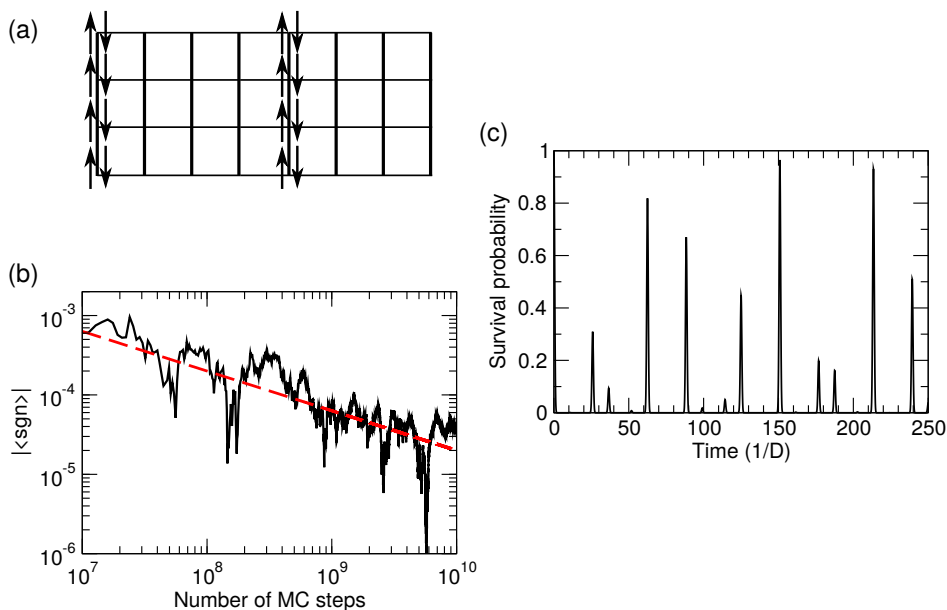 (a)
(b)
|<sgn>|
10^-3
10^-4
10^-5
10^-6
10^7
10^8
10^9
10^10
Number of MC steps
(c)
Survival probability
1
0.8
0.6
0.4
0.2
0
0
50
100
150
200
250
Time (1/D)